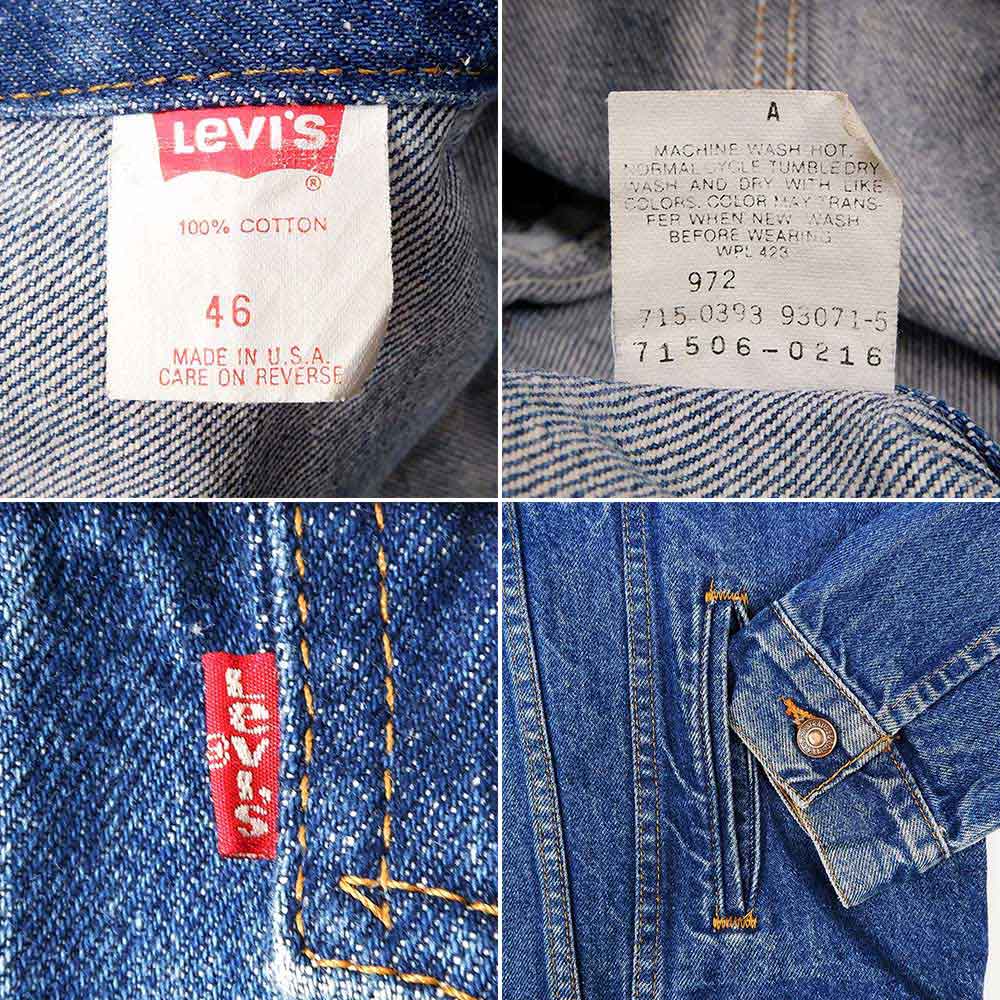 LEVI'S
®
100% COTTON
46
MADE IN U.S.A.
CARE ON REVERSE
A
MACHINE WASH HOT,
NORMAL CYCLE TUMBLE DRY
WASH AND DRY WITH LIKE
COLORS. COLOR MAY TRANS-
FER WHEN NEW WASH
BEFORE WEARING
WPL 423
972
715 0393 93071-5
71506-0216
LEVI'S
®